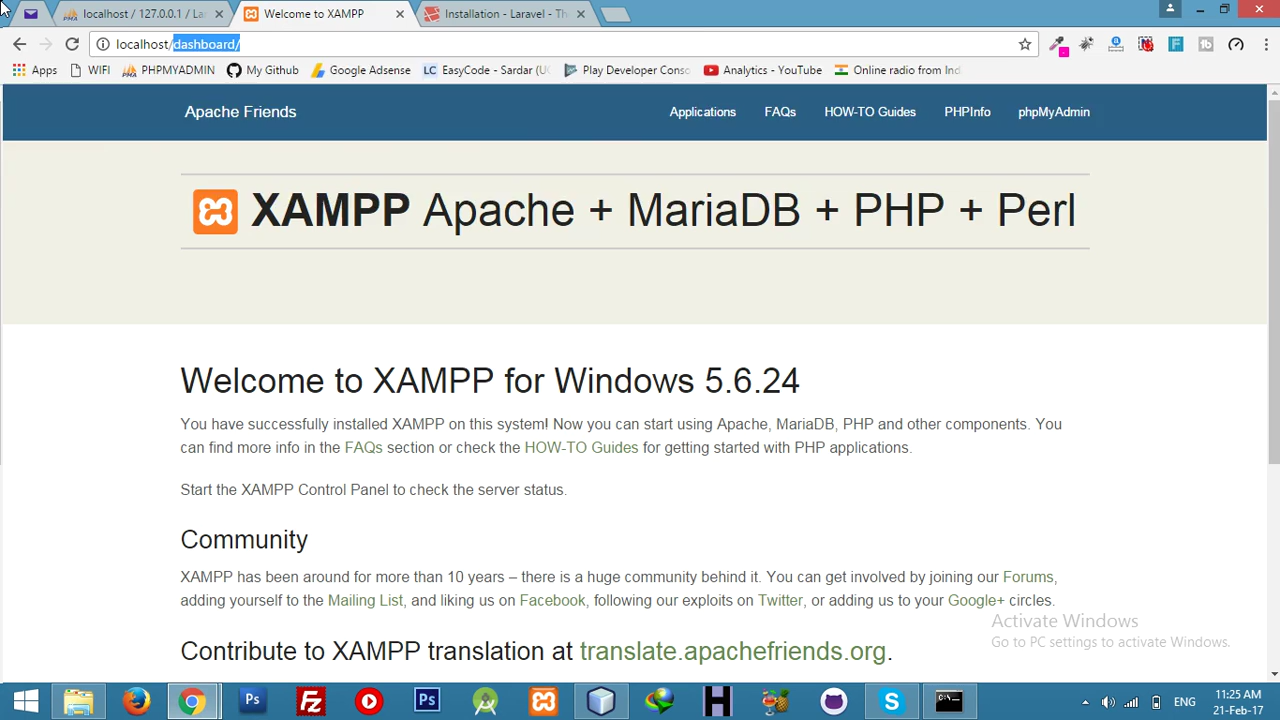 localhost / 127.0.0.1 / La
Welcome to XAMPP
Installation - Laravel - Th
localhost/dashboard/
Apps
WIFI
PHPMYADMIN
My Github
Google Adsense
LC EasyCode - Sardar (U
Play Developer Conso
Analytics - YouTube
Online radio from Ind
Apache Friends
Applications
FAQs
HOW-TO Guides
PHPInfo
phpMyAdmin
XAMPP Apache + MariaDB + PHP + Perl
Welcome to XAMPP for Windows 5.6.24
You have successfully installed XAMPP on this system! Now you can start using Apache, MariaDB, PHP and other components. You
can find more info in the FAQs section or check the HOW-TO Guides for getting started with PHP applications.
Start the XAMPP Control Panel to check the server status.
Community
XAMPP has been around for more than 10 years – there is a huge community behind it. You can get involved by joining our Forums,
adding yourself to the Mailing List, and liking us on Facebook, following our exploits on Twitter, or adding us to your Google+ circles.
Activate Windows
Go to PC settings to activate Windows.
Contribute to XAMPP translation at translate.apachefriends.org.
Ps
Fz
Ps
H
S
ENG
11:25 AM
21-Feb-17